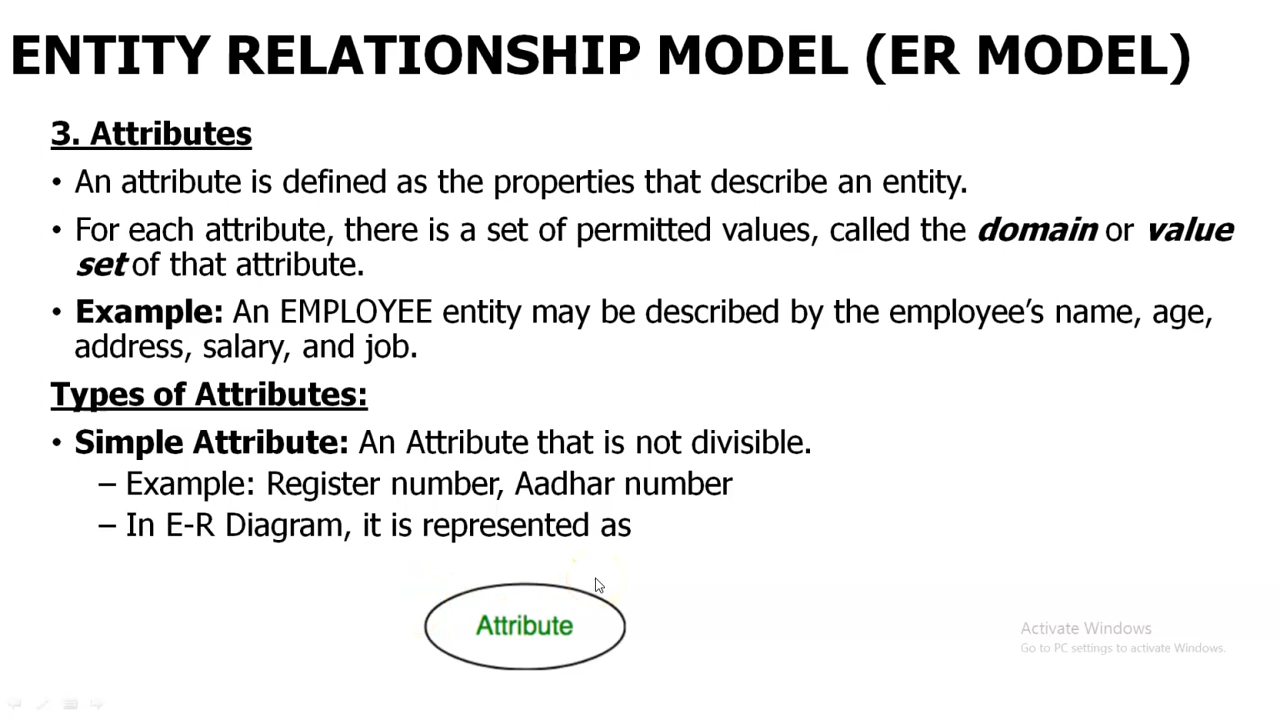 ENTITY RELATIONSHIP MODEL (ER MODEL)
3. Attributes
• An attribute is defined as the properties that describe an entity.
• For each attribute, there is a set of permitted values, called the domain or value
set of that attribute.
• Example: An EMPLOYEE entity may be described by the employee’s name, age,
address, salary, and job.
Types of Attributes:
• Simple Attribute: An Attribute that is not divisible.
– Example: Register number, Aadhar number
– In E-R Diagram, it is represented as
Attribute
Activate Windows
Go to PC settings to activate Windows.